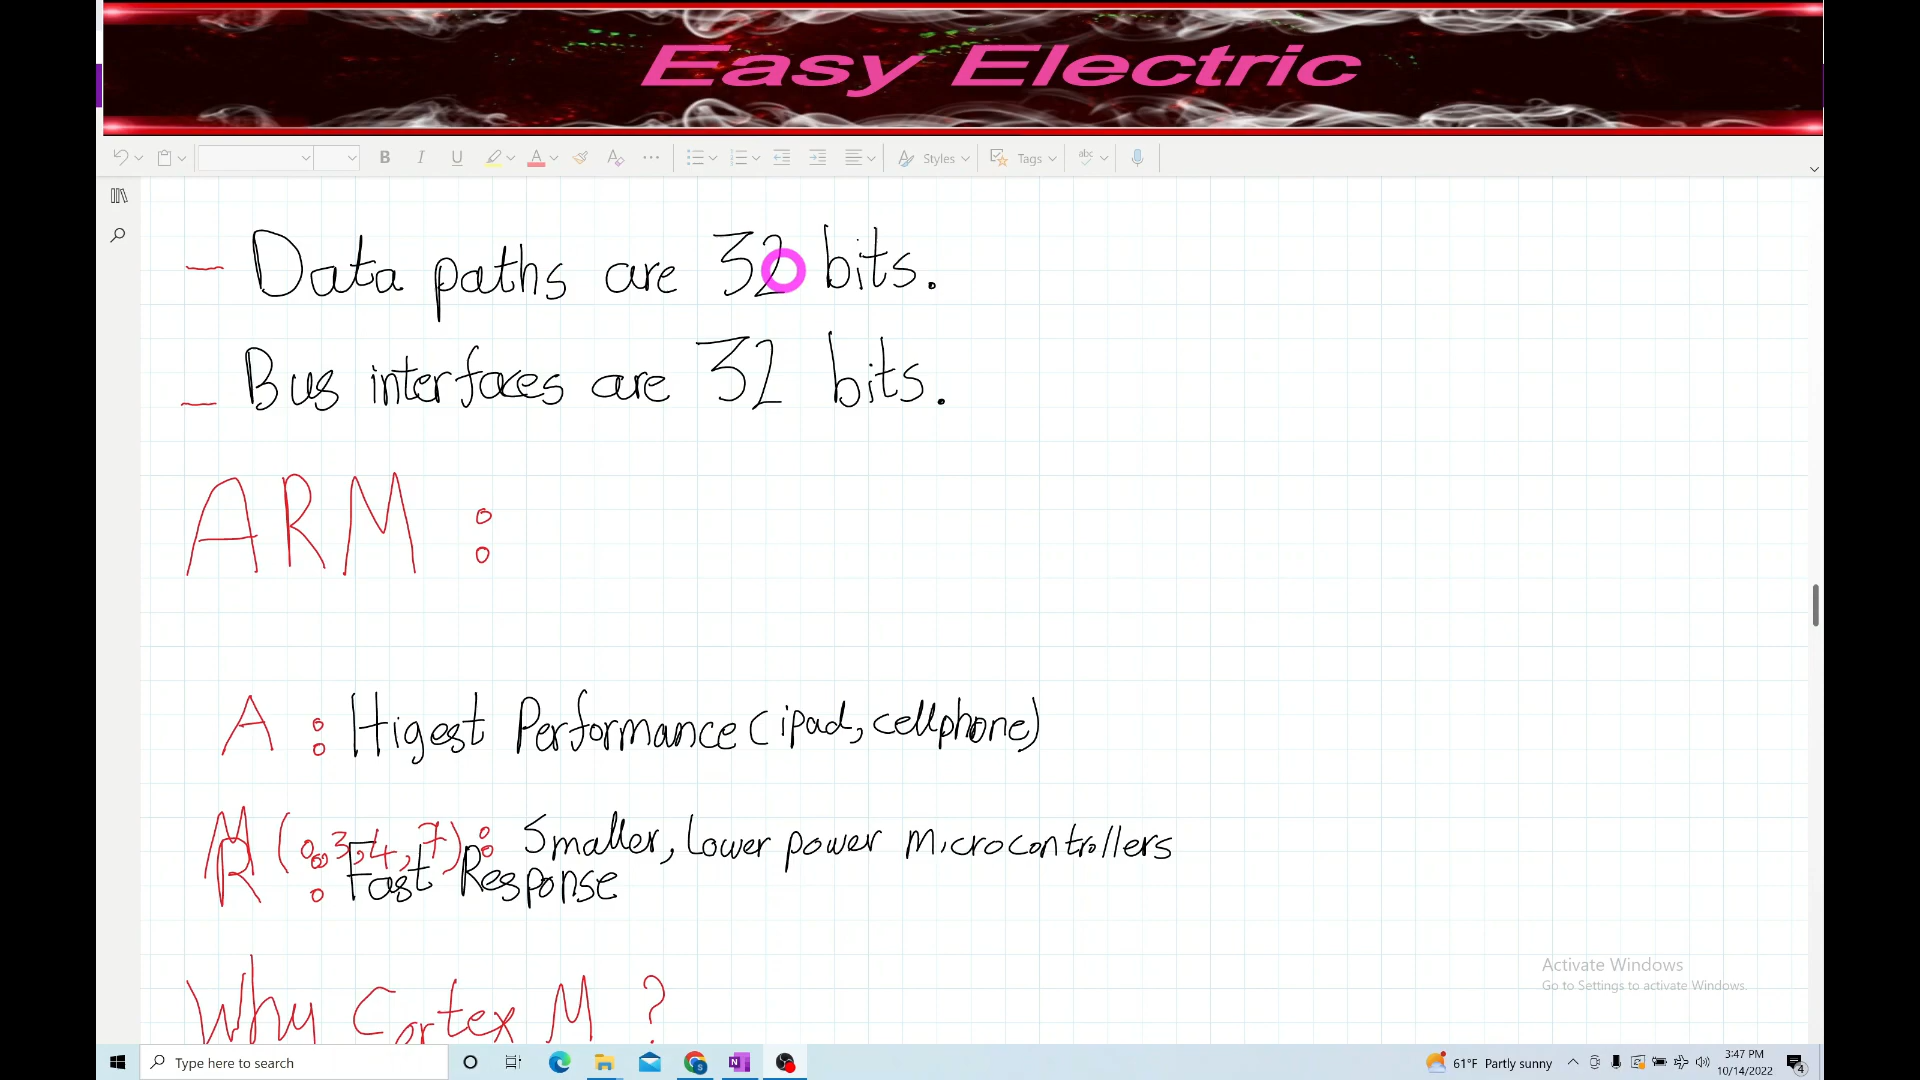 Easy Electric
B I U A Styles Tags abc
- Data paths are 32 bits.
- Bus interfaces are 32 bits.
ARM :
A : Higest Performance (ipad, cellphone)
M (0,3,4,7) : Smaller, Lower power Microcontrollers
R : Fast Response
Why Cortex M ?
Activate Windows
Go to Settings to activate Windows.
Type here to search
61°F Partly sunny
3:47 PM
10/14/2022
4